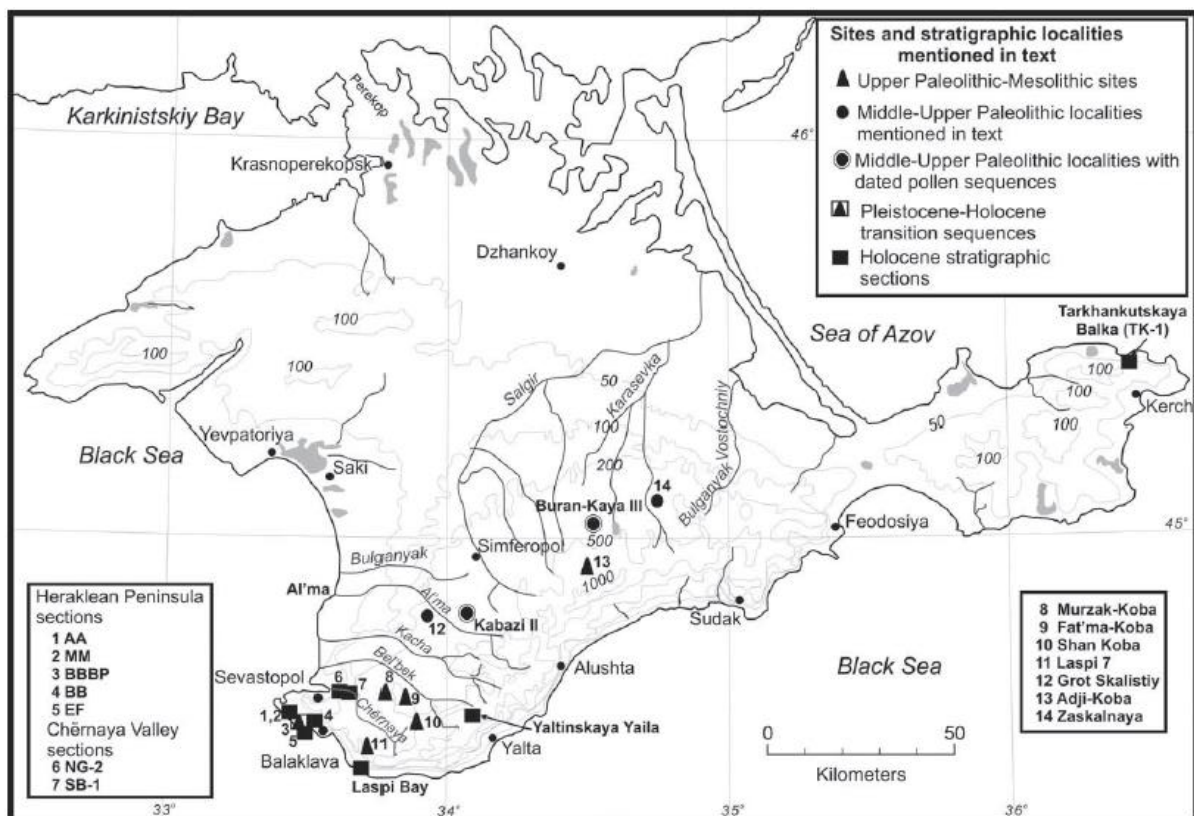 Sites and stratigraphic localities
mentioned in text
Upper Paleolithic-Mesolithic sites
Middle-Upper Paleolithic localities
mentioned in text
Middle-Upper Paleolithic localities with
dated pollen sequences
Pleistocene-Holocene
transition sequences
Holocene stratigraphic
sections
Karkinistskiy Bay
Perekop
46°
Krasnoperekopsk
Dzhankoy
Sea of Azov
Tarkhankutskaya
Balka (TK-1)
100
100
100
100
100
100
100
50
Kerch
Salgir
50
Karasevka
100
200
Bulganyak Vostochniy
Black Sea
Yevpatoriya
Saki
14
Buran-Kaya III
500
Feodosiya
45°
Simferopol
13
1000
Bulganyak
Al'ma
Al'ma
12
Kabazi II
Sudak
Kacha
Bel'bek
Alushta
Black Sea
Sevastopol
6
7
8
9
10
1,2
3
4
5
Chërnaya
11
Yaltinskaya Yaila
Yalta
Balaklava
Laspi Bay
Heraklean Peninsula
sections
1 AA
2 MM
3 BBBP
4 BB
5 EF
Chërnaya Valley
sections
6 NG-2
7 SB-1
8 Murzak-Koba
9 Fat'ma-Koba
10 Shan Koba
11 Laspi 7
12 Grot Skalistiy
13 Adji-Koba
14 Zaskalnaya
0 50
Kilometers
33° 34° 35° 36°